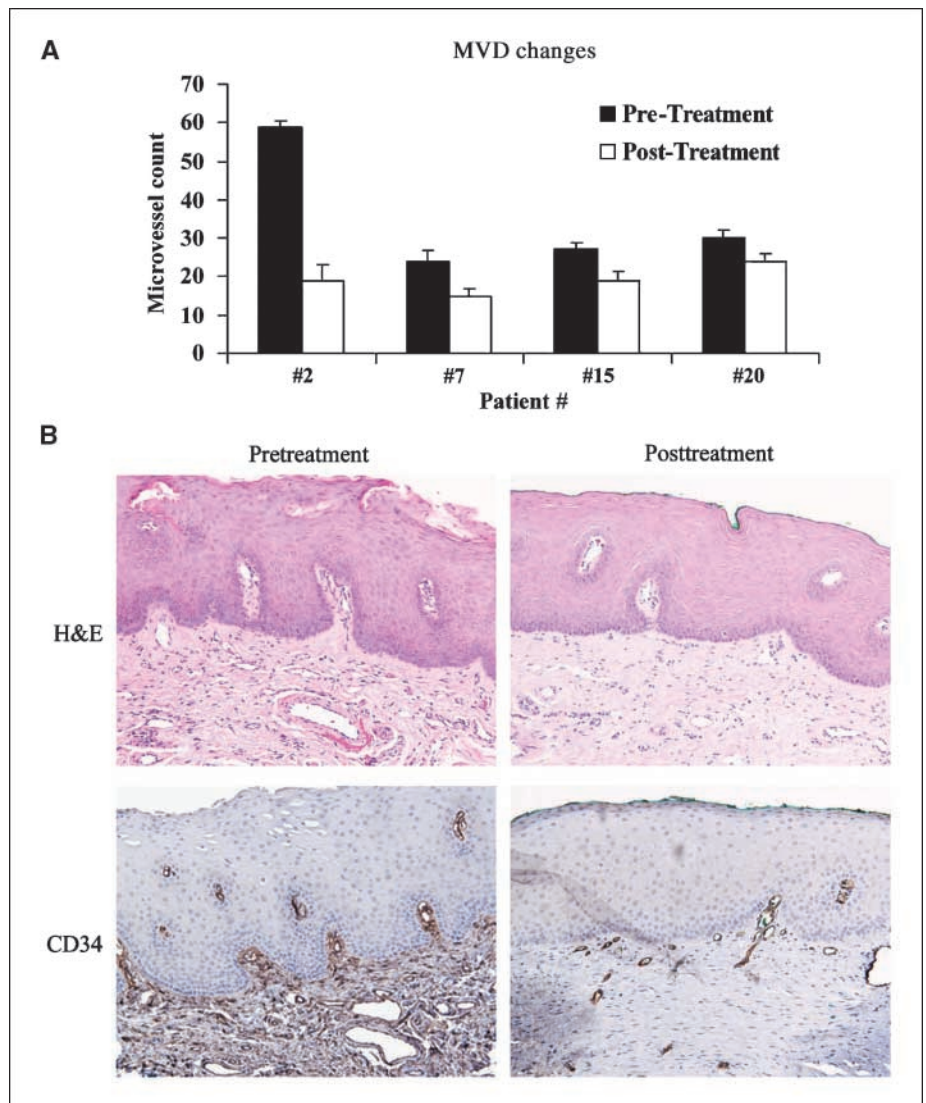 A
MVD changes
70
60
50
40
30
20
10
0
Microvessel count
Pre-Treatment
Post-Treatment
#2 #7 #15 #20
Patient #
B
Pretreatment Posttreatment
H&E
CD34